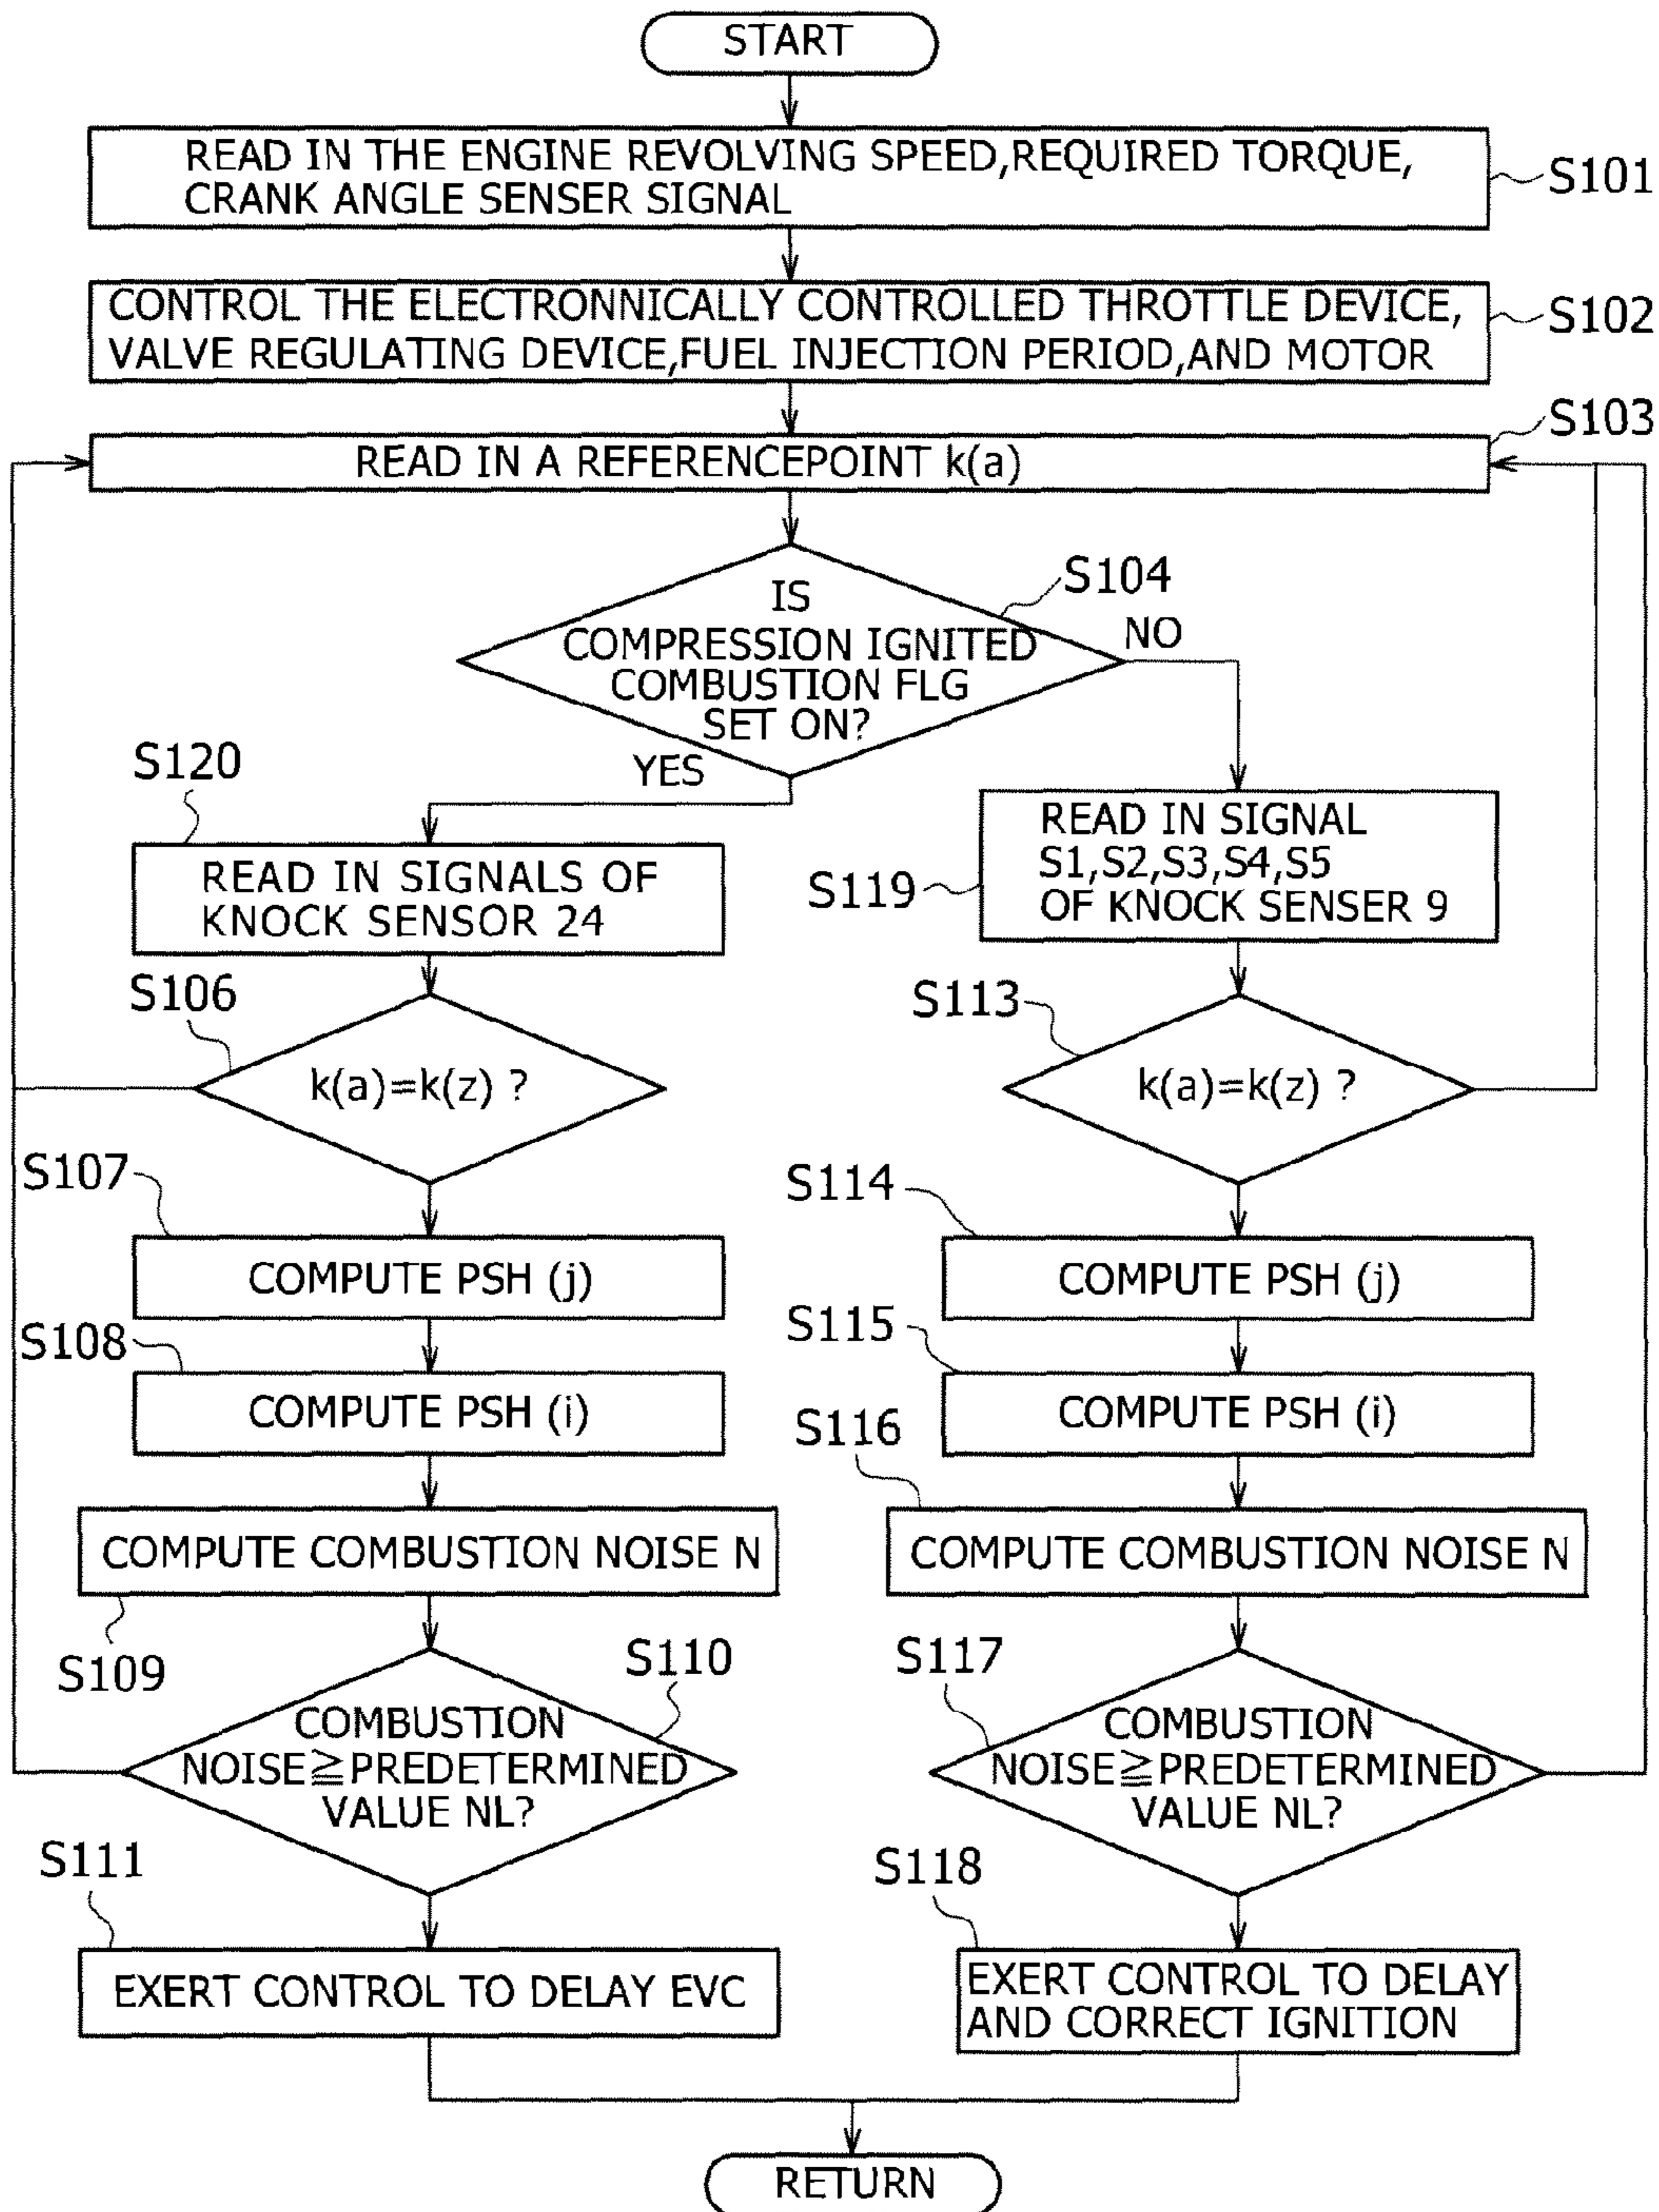 START
READ IN THE ENGINE REVOLVING SPEED,REQUIRED TORQUE,
CRANK ANGLE SENSER SIGNAL
S101
CONTROL THE ELECTRONNICALLY CONTROLLED THROTTLE DEVICE,
VALVE REGULATING DEVICE,FUEL INJECTION PERIOD,AND MOTOR
S102
READ IN A REFERENCEPOINT k(a)
S103
IS
COMPRESSION IGNITED
COMBUSTION FLG
SET ON?
S104
NO
YES
S120
READ IN SIGNALS OF
KNOCK SENSOR 24
READ IN SIGNAL
S1,S2,S3,S4,S5
OF KNOCK SENSER 9
S119
S106
k(a)=k(z) ?
S113
k(a)=k(z) ?
S107
COMPUTE PSH (j)
S114
COMPUTE PSH (j)
S108
COMPUTE PSH (i)
S115
COMPUTE PSH (i)
S116
COMPUTE COMBUSTION NOISE N
COMPUTE COMBUSTION NOISE N
S109
S110
COMBUSTION
NOISE≧PREDETERMINED
VALUE NL?
S117
COMBUSTION
NOISE≧PREDETERMINED
VALUE NL?
S111
EXERT CONTROL TO DELAY EVC
S118
EXERT CONTROL TO DELAY
AND CORRECT IGNITION
RETURN